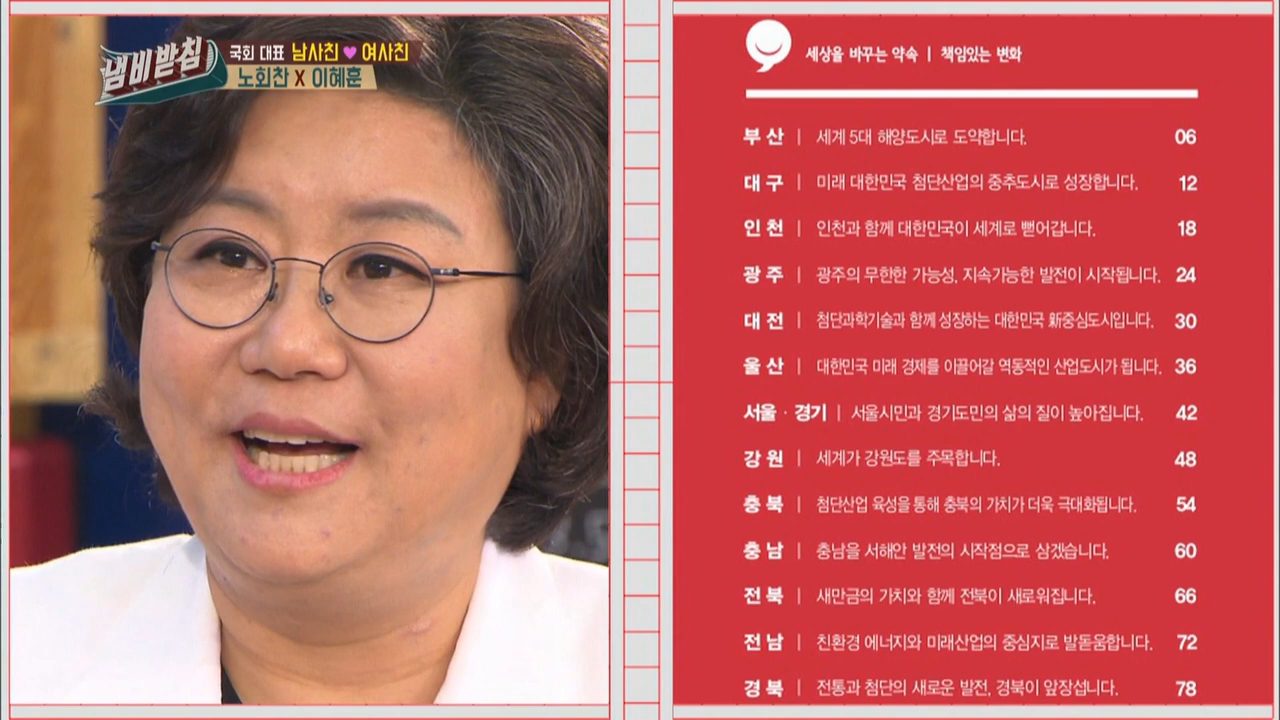 냄비받침
국회 대표 남사친♥여사친
노회찬 X 이혜훈
세상을 바꾸는 약속 | 책임있는 변화
부산 | 세계 5대 해양도시로 도약합니다. 06
대구 | 미래 대한민국 첨단산업의 중추도시로 성장합니다. 12
인천 | 인천과 함께 대한민국이 세계로 뻗어갑니다. 18
광주 | 광주의 무한한 가능성, 지속가능한 발전이 시작됩니다. 24
대전 | 첨단과학기술과 함께 성장하는 대한민국 新중심도시입니다. 30
울산 | 대한민국 미래 경제를 이끌어갈 역동적인 산업도시가 됩니다. 36
서울·경기 | 서울시민과 경기도민의 삶의 질이 높아집니다. 42
강원 | 세계가 강원도를 주목합니다. 48
충북 | 첨단산업 육성을 통해 충북의 가치가 더욱 극대화됩니다. 54
충남 | 충남을 서해안 발전의 시작점으로 삼겠습니다. 60
전북 | 새만금의 가치와 함께 전북이 새로워집니다. 66
전남 | 친환경 에너지와 미래산업의 중심지로 발돋움합니다. 72
경북 | 전통과 첨단의 새로운 발전, 경북이 앞장섭니다. 78